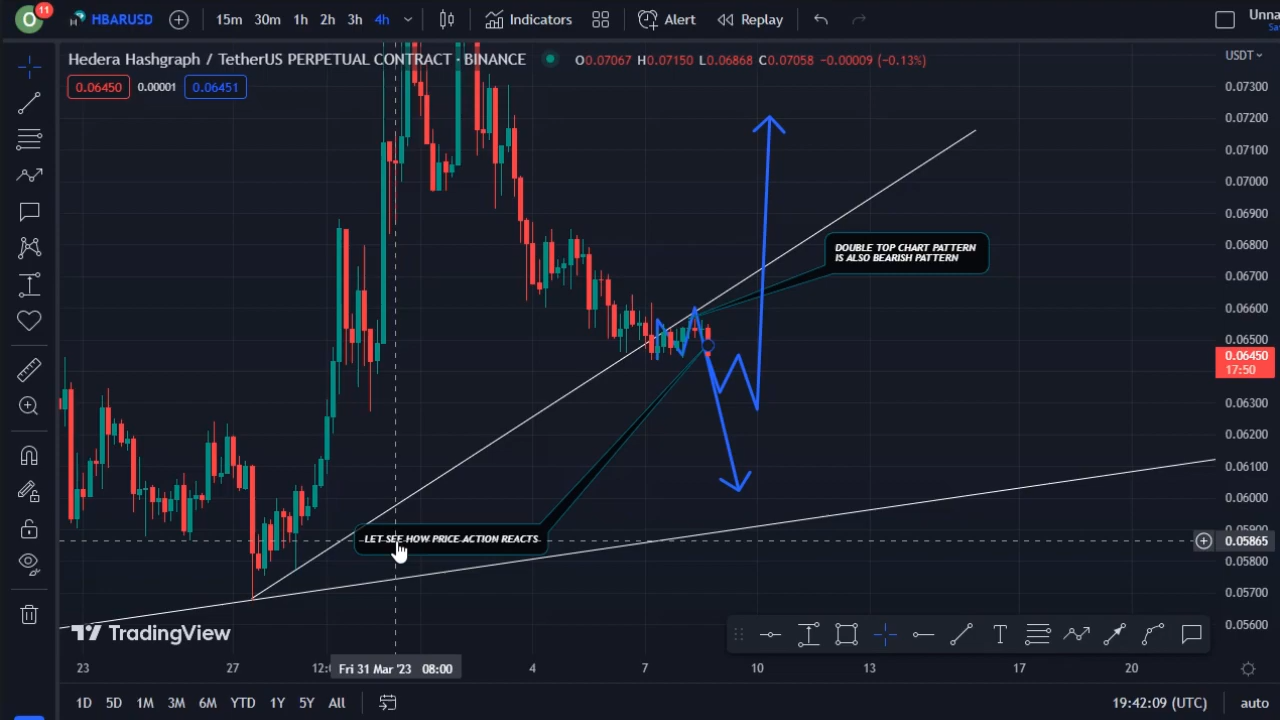 O
11
HBARUSD
15m 30m 1h 2h 3h 4h
Indicators
Alert
Replay
Hedera Hashgraph / TetherUS PERPETUAL CONTRACT · BINANCE
O0.07067 H0.07150 L0.06868 C0.07058 −0.00009 (−0.13%)
0.06450
0.00001
0.06451
USDT
0.07300
0.07200
0.07100
0.07000
0.06900
0.06800
0.06700
0.06600
0.06500
0.06450
17:50
0.06300
0.06200
0.06100
0.06000
0.05865
0.05800
0.05700
0.05600
DOUBLE TOP CHART PATTERN
IS ALSO BEARISH PATTERN
LET SEE HOW PRICE ACTION REACTS
TradingView
23 27 Fri 31 Mar '23 08:00 4 7 10 13 17 20
1D 5D 1M 3M 6M YTD 1Y 5Y All
19:42:09 (UTC)
auto